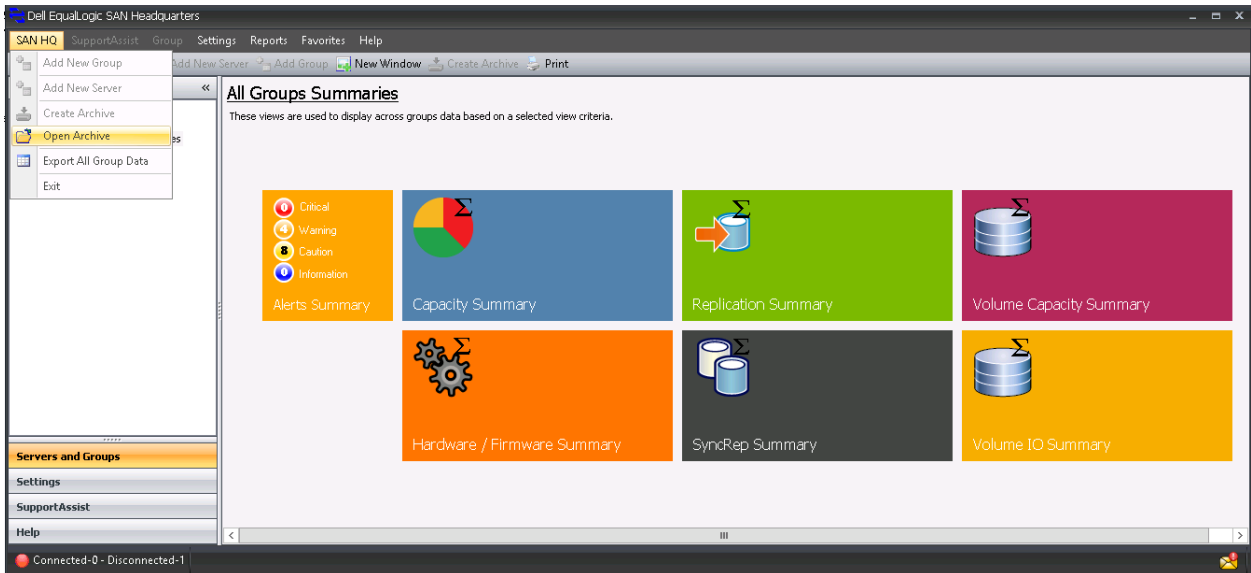 Dell EqualLogic SAN Headquarters
SAN HQ SupportAssist Group Settings Reports Favorites Help
Add New Server Add Group New Window Create Archive Print
Add New Group
Add New Server
Create Archive
Open Archive
es
Export All Group Data
Exit
«
All Groups Summaries
These views are used to display across groups data based on a selected view criteria.
0 Critical
4 Warning
8 Caution
0 Information
Alerts Summary
Σ
Capacity Summary
Σ
Replication Summary
Σ
Volume Capacity Summary
Σ
Hardware / Firmware Summary
Σ
SyncRep Summary
Σ
Volume IO Summary
Servers and Groups
Settings
SupportAssist
Help
Connected-0 - Disconnected-1